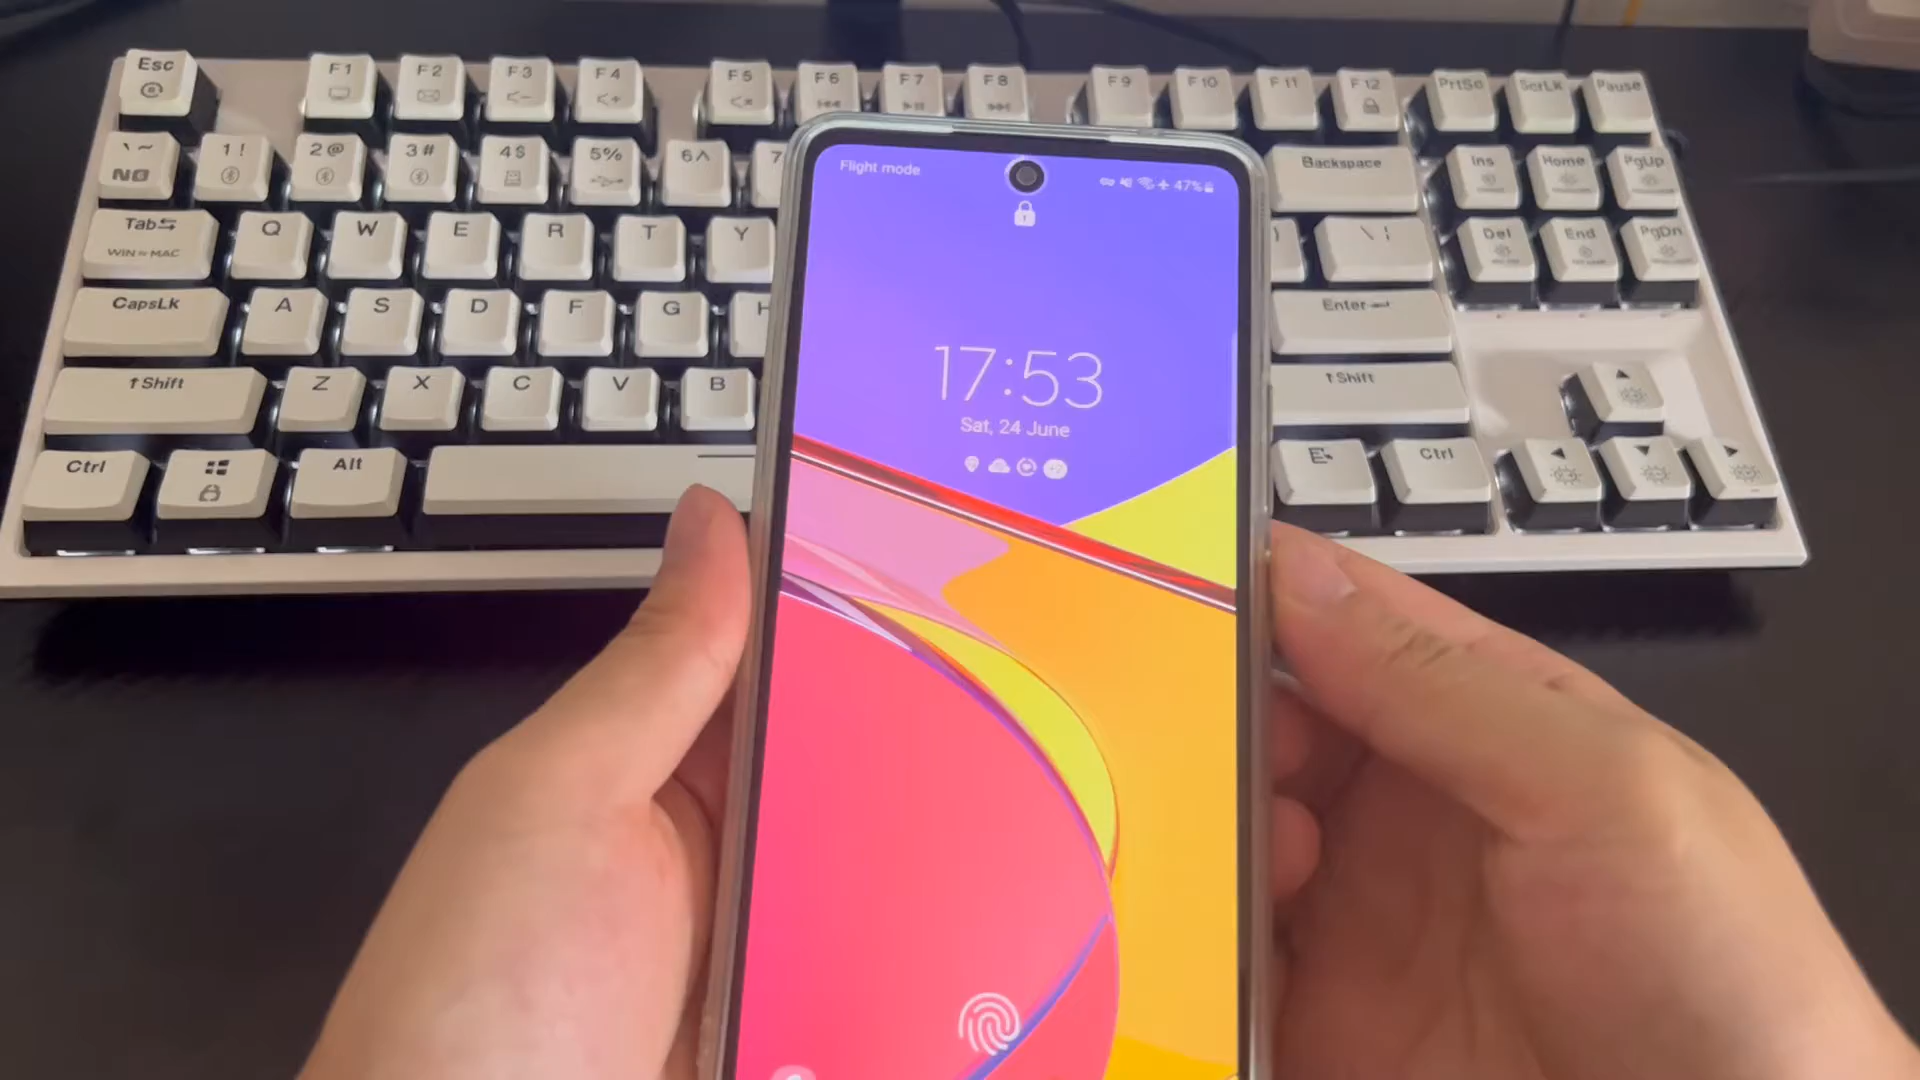 Esc F1 F2 F3 F4 F5 F6 F7 F8 F9 F10 F11 F12 PrtSc ScrLk Pause
` ~ 1 ! 2 @ 3 # 4 $ 5 % 6 ^ 7 Backspace Ins Home PgUp
Tab Q W E R T Y \ | Del End PgDn
WIN≈MAC
CapsLk A S D F G H Enter
Shift Z X C V B Shift
Ctrl Alt Ctrl
Flight mode
47%
17:53
Sat, 24 June
+2